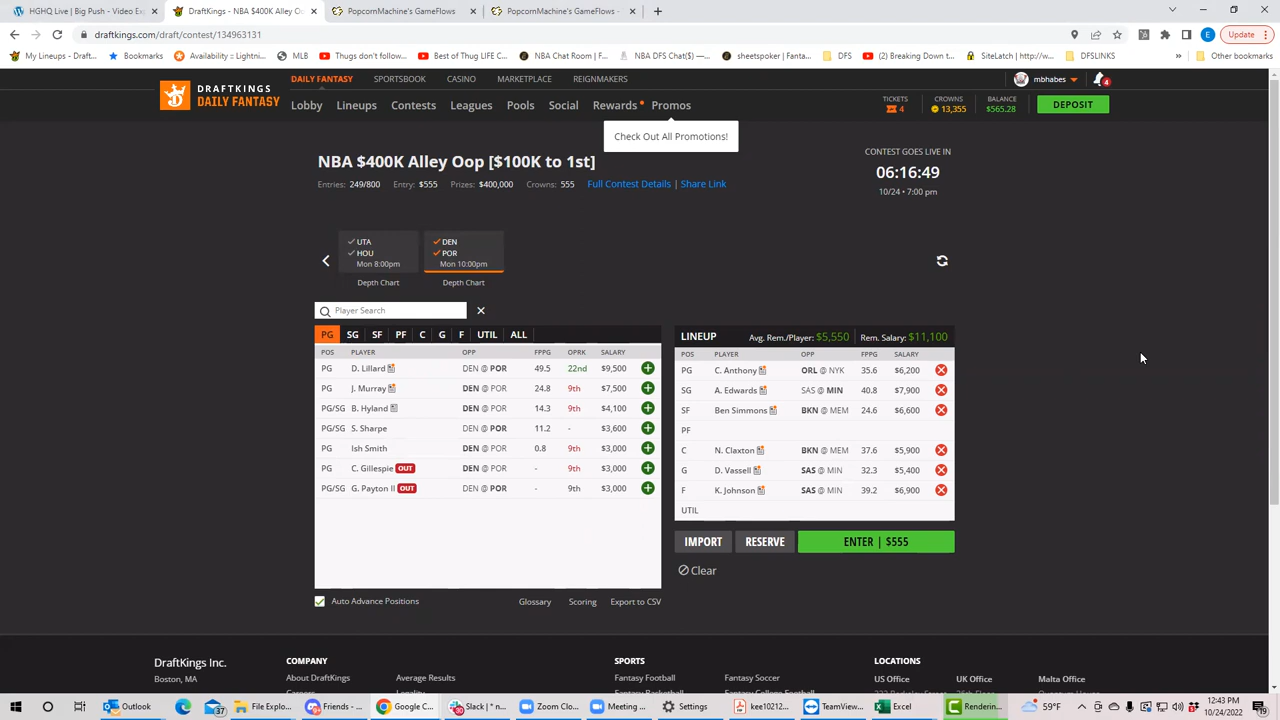 HGHQ Live | Big Push - Video Ex
DraftKings - NBA $400K Alley Oo
PopcornMachine's GameFlows
PopcornMachine's GameFlows -
draftkings.com/draft/contest/134963131
E
Update
My Lineups - Draf...
Bookmarks
Availability :: Lightni...
MLB
Thugs don't follow...
Best of Thug LIFE C...
NBA Chat Room | F...
NBA DFS Chat($) —...
sheetspoker | Fanta...
DFS
(2) Breaking Down t...
SiteLatch | http://w...
DFSLINKS
Other bookmarks
DAILY FANTASY SPORTSBOOK CASINO MARKETPLACE REIGNMAKERS
mbhabes
4
DRAFTKINGS
DAILY FANTASY
Lobby Lineups Contests Leagues Pools Social Rewards Promos
TICKETS CROWNS BALANCE
4 13,355 $565.28
DEPOSIT
Check Out All Promotions!
NBA $400K Alley Oop [$100K to 1st]
Entries: 249/800 Entry: $555 Prizes: $400,000 Crowns: 555 Full Contest Details | Share Link
CONTEST GOES LIVE IN
06:16:49
10/24 • 7:00 pm
UTA
HOU
Mon 8:00pm
Depth Chart
DEN
POR
Mon 10:00pm
Depth Chart
Player Search
PG SG SF PF C G F UTIL ALL
POS PLAYER OPP FPPG OPRK SALARY
PG D. Lillard DEN @ POR 49.5 22nd $9,500
PG J. Murray DEN @ POR 24.8 9th $7,500
PG/SG B. Hyland DEN @ POR 14.3 9th $4,100
PG/SG S. Sharpe DEN @ POR 11.2 - $3,600
PG Ish Smith DEN @ POR 0.8 9th $3,000
PG C. Gillespie OUT DEN @ POR - 9th $3,000
PG/SG G. Payton II OUT DEN @ POR - 9th $3,000
Auto Advance Positions
Glossary Scoring Export to CSV
LINEUP Avg. Rem./Player: $5,550 Rem. Salary: $11,100
POS PLAYER OPP FPPG SALARY
PG C. Anthony ORL @ NYK 35.6 $6,200
SG A. Edwards SAS @ MIN 40.8 $7,900
SF Ben Simmons BKN @ MEM 24.6 $6,600
PF
C N. Claxton BKN @ MEM 37.6 $5,900
G D. Vassell SAS @ MIN 32.3 $5,400
F K. Johnson SAS @ MIN 39.2 $6,900
UTIL
IMPORT RESERVE ENTER | $555
Clear
DraftKings Inc.
Boston, MA
COMPANY
About DraftKings Average Results
SPORTS
Fantasy Football Fantasy Soccer
LOCATIONS
US Office UK Office Malta Office
Outlook
37
File Explo...
Friends - ...
Google C...
Slack | * n...
Zoom Clo...
Meeting ...
Settings
kee10212...
TeamView...
Excel
Renderin...
59°F
12:43 PM
10/24/2022
19